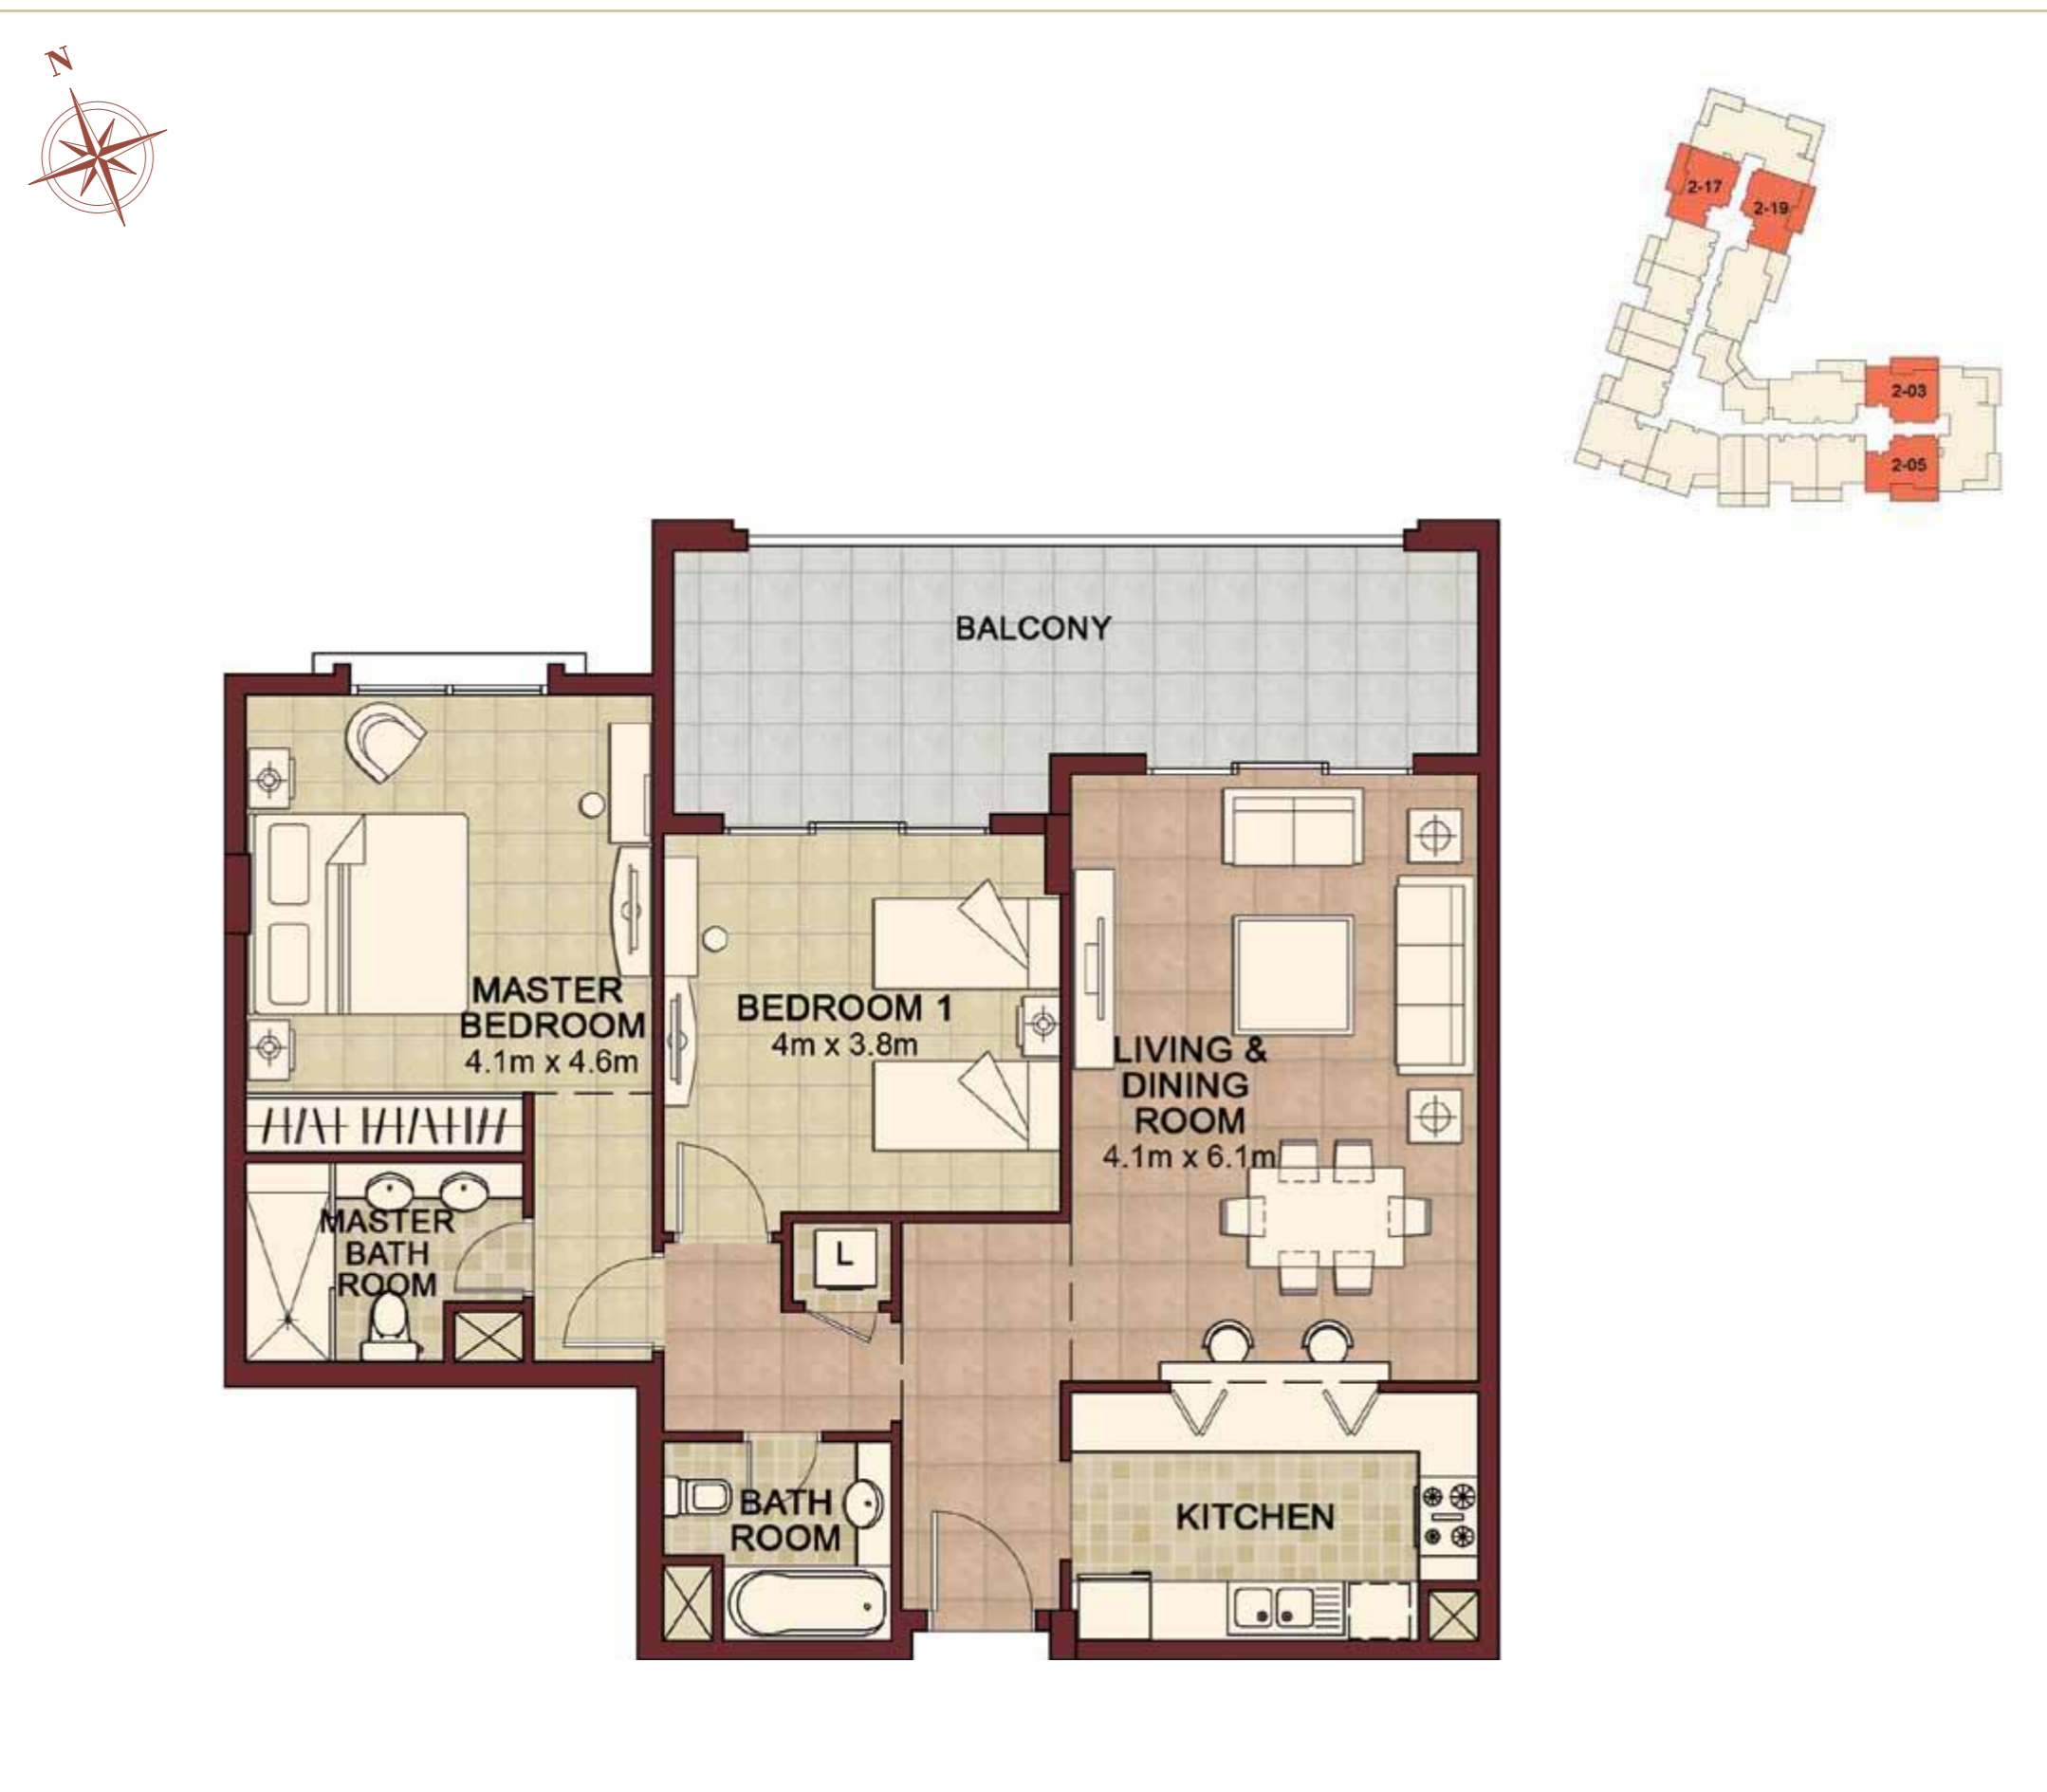 N
2-17
2-19
2-03
2-05
BALCONY
MASTER
BEDROOM
4.1m x 4.6m
BEDROOM 1
4m x 3.8m
LIVING &
DINING
ROOM
4.1m x 6.1m
MASTER
BATH
ROOM
L
BATH
ROOM
KITCHEN